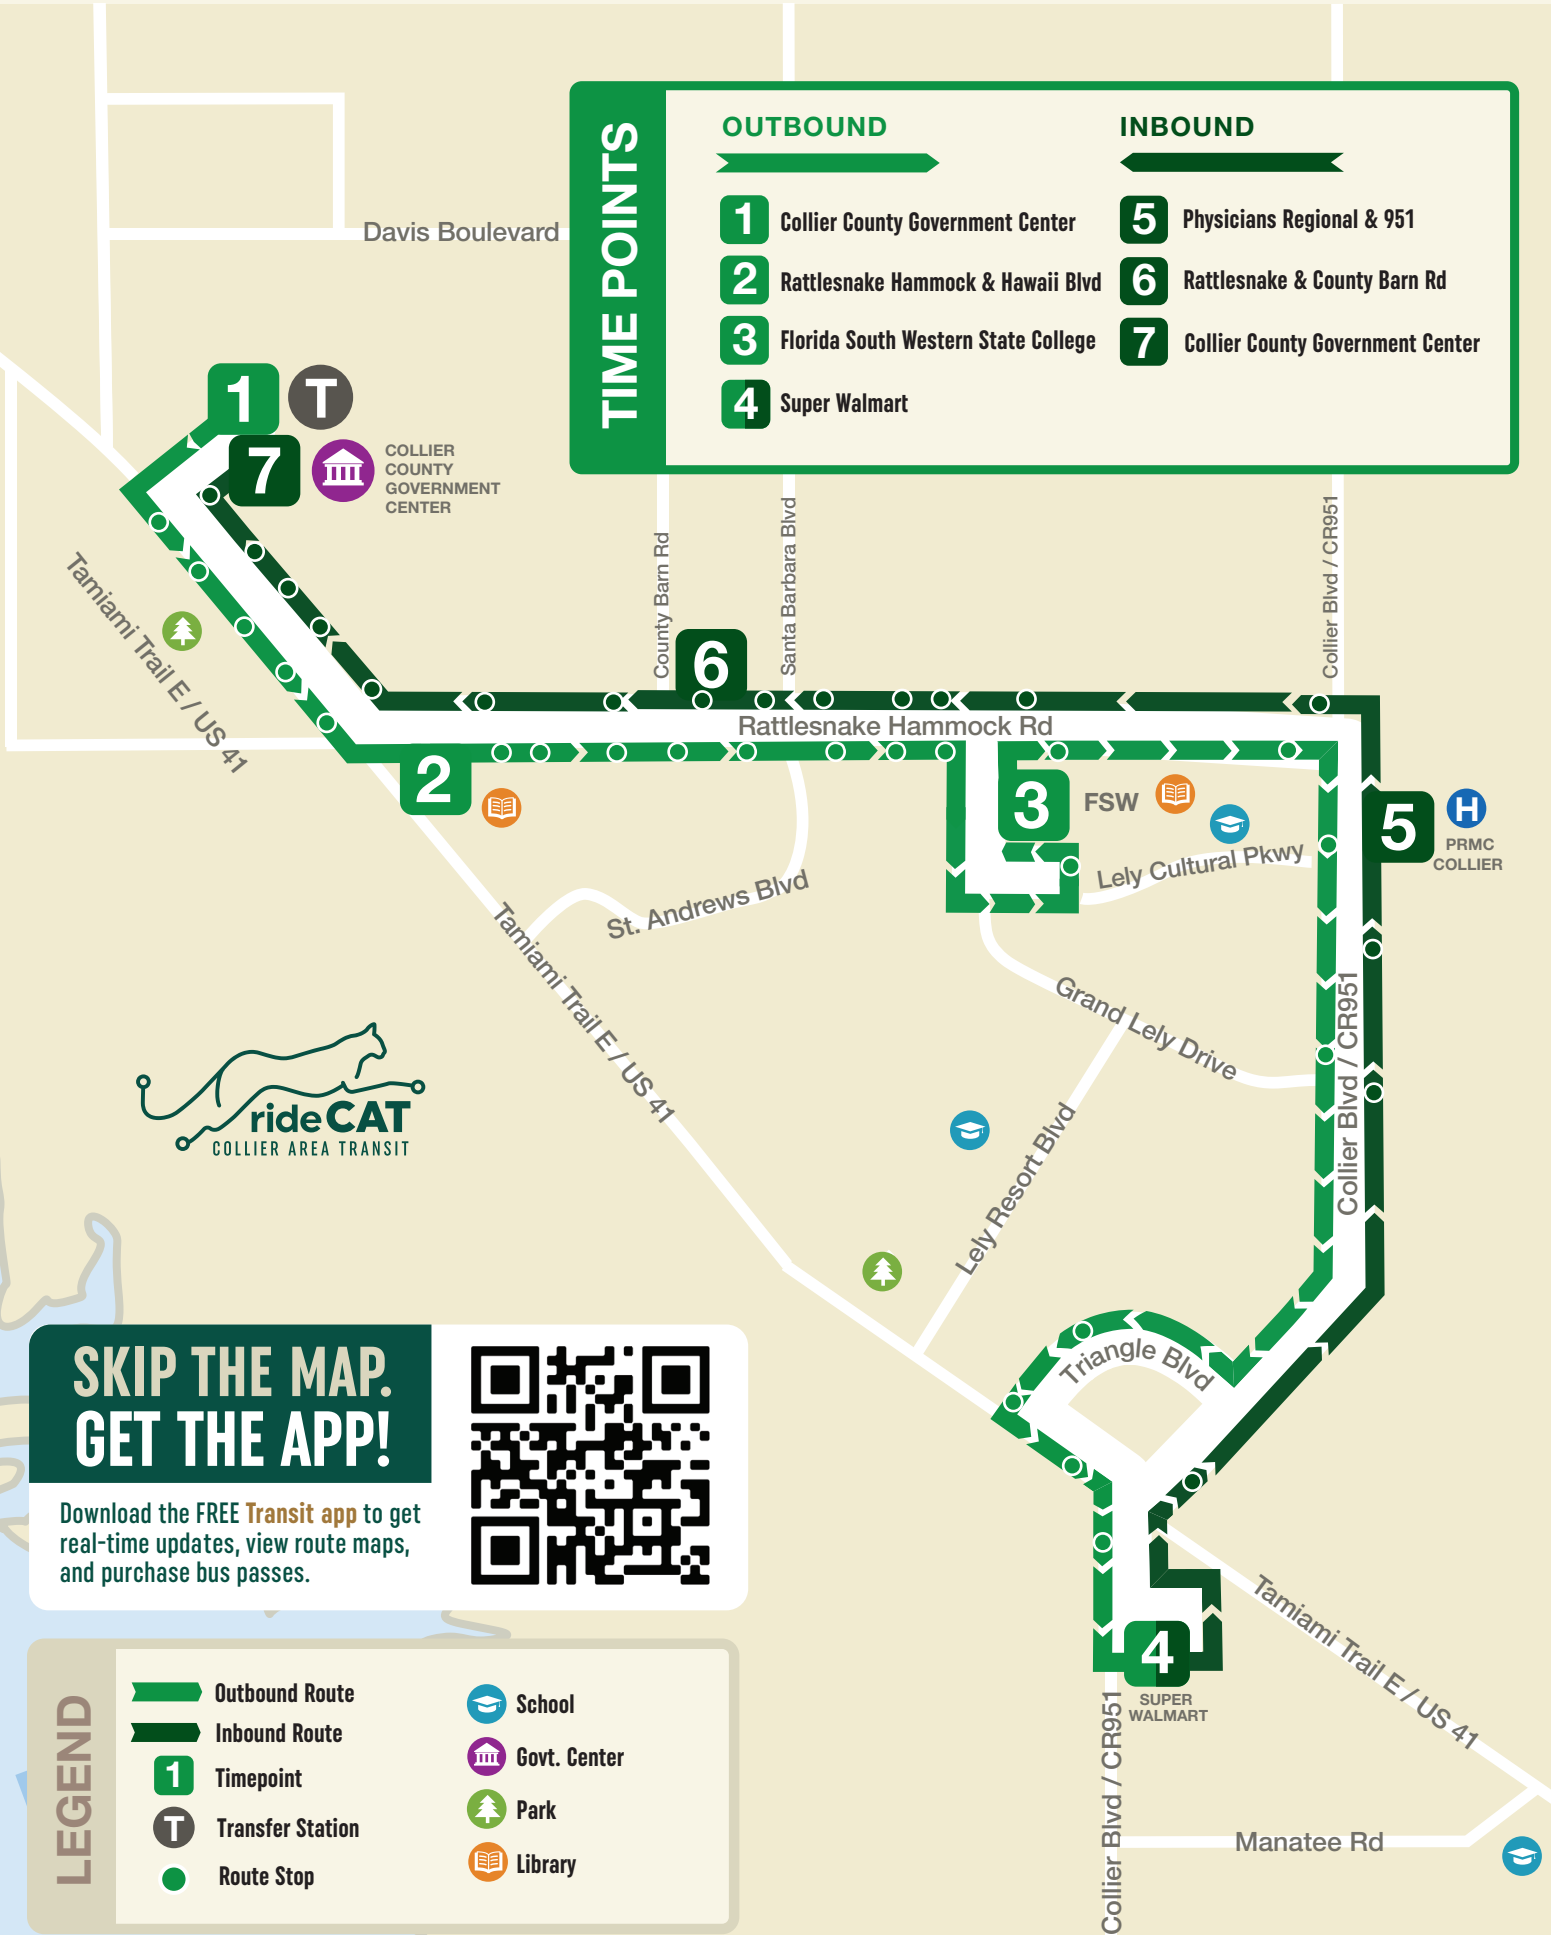 TIME POINTS
OUTBOUND
1 Collier County Government Center
2 Rattlesnake Hammock & Hawaii Blvd
3 Florida South Western State College
4 Super Walmart
INBOUND
5 Physicians Regional & 951
6 Rattlesnake & County Barn Rd
7 Collier County Government Center
Davis Boulevard
1
T
7
COLLIER
COUNTY
GOVERNMENT
CENTER
Tamiami Trail E / US 41
County Barn Rd
Santa Barbara Blvd
Collier Blvd / CR951
6
Rattlesnake Hammock Rd
2
3
FSW
5
H
PRMC
COLLIER
Lely Cultural Pkwy
St. Andrews Blvd
Tamiami Trail E / US 41
Grand Lely Drive
Collier Blvd / CR951
Lely Resort Blvd
rideCAT
COLLIER AREA TRANSIT
Triangle Blvd
SKIP THE MAP.
GET THE APP!
Download the FREE Transit app to get
real-time updates, view route maps,
and purchase bus passes.
4
SUPER
WALMART
Tamiami Trail E / US 41
Collier Blvd / CR951
Manatee Rd
LEGEND
Outbound Route
Inbound Route
1 Timepoint
T Transfer Station
Route Stop
School
Govt. Center
Park
Library